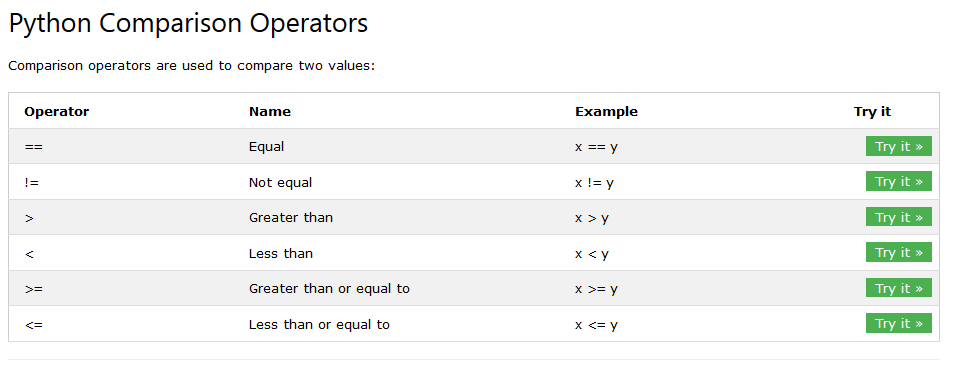 Python Comparison Operators
Comparison operators are used to compare two values:
Operator Name Example Try it
== Equal x == y Try it »
!= Not equal x != y Try it »
> Greater than x > y Try it »
< Less than x < y Try it »
>= Greater than or equal to x >= y Try it »
<= Less than or equal to x <= y Try it »